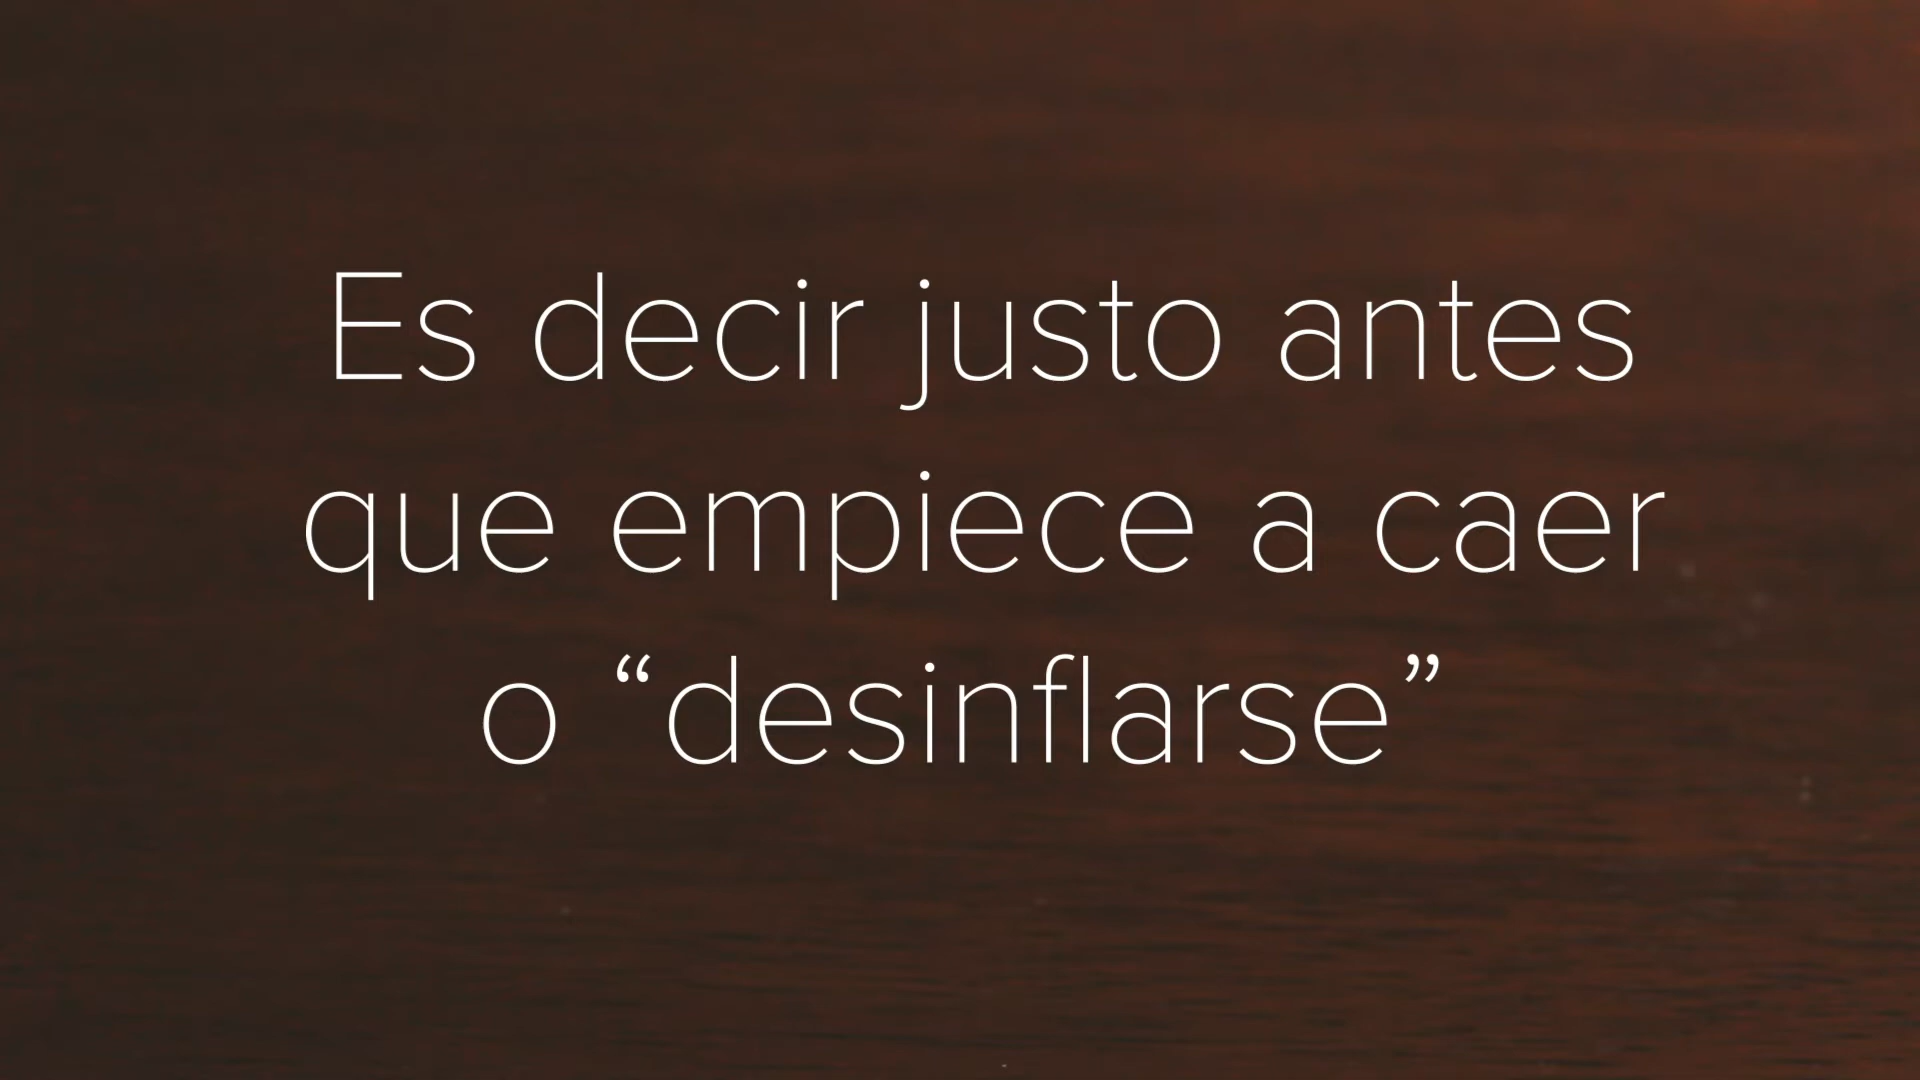 Es decir justo antes
que empiece a caer
o “desinflarse”